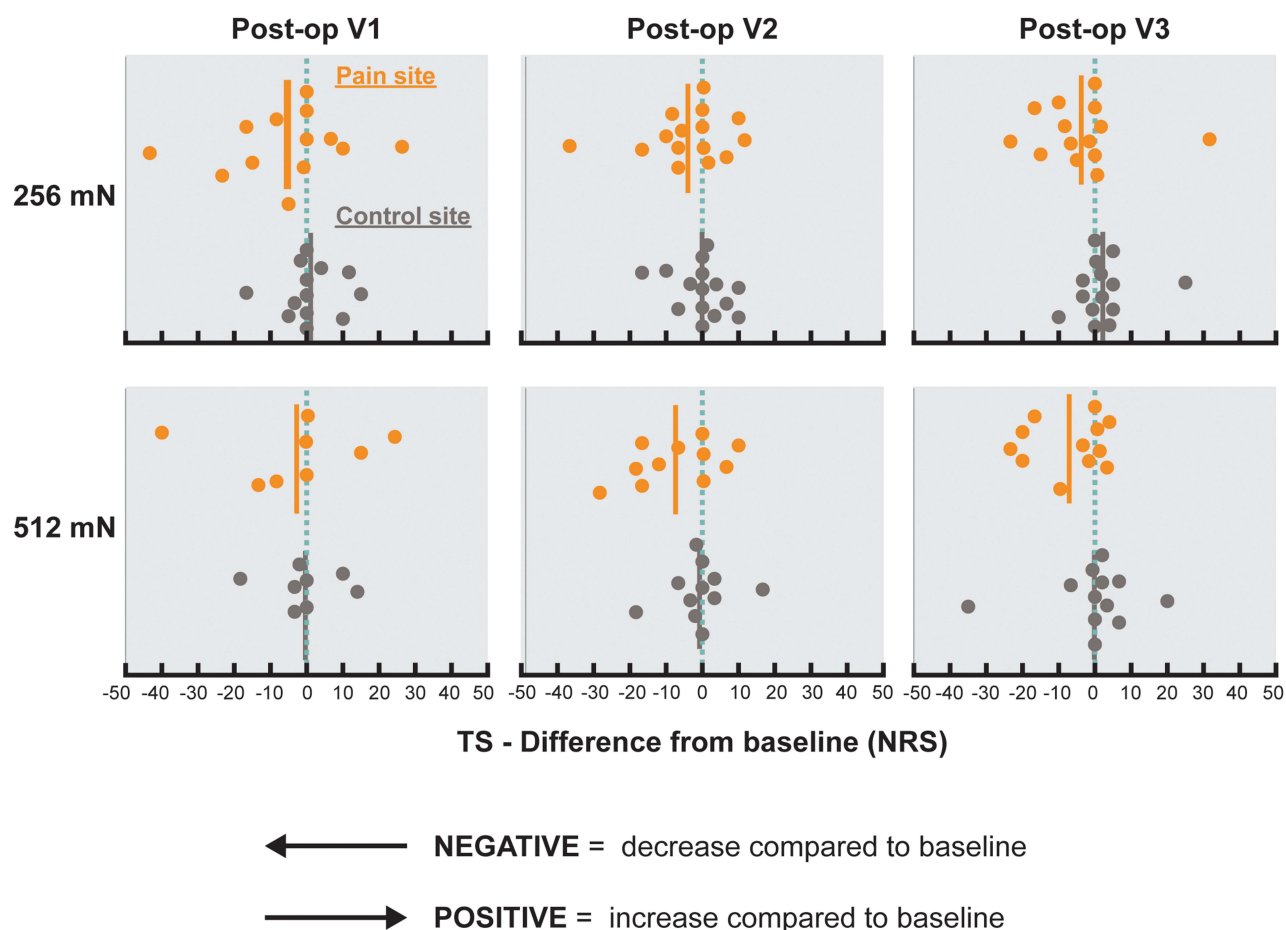 Post-op V1 Post-op V2 Post-op V3
Pain site
256 mN
Control site
512 mN
-50 -40 -30 -20 -10 0 10 20 30 40 50 -50 -40 -30 -20 -10 0 10 20 30 40 50 -50 -40 -30 -20 -10 0 10 20 30 40 50
TS - Difference from baseline (NRS)
NEGATIVE = decrease compared to baseline
POSITIVE = increase compared to baseline